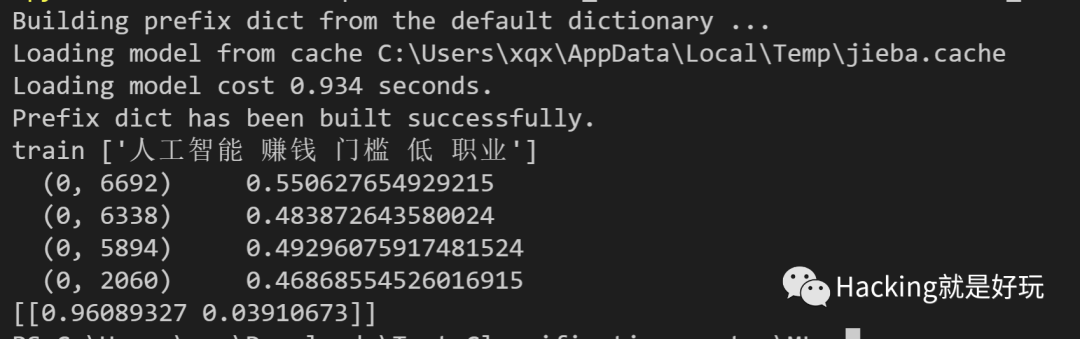 Building prefix dict from the default dictionary ...
Loading model from cache C:\Users\xqx\AppData\Local\Temp\jieba.cache
Loading model cost 0.934 seconds.
Prefix dict has been built successfully.
train ['人工智能 赚钱 门槛 低 职业']
(0, 6692) 0.550627654929215
(0, 6338) 0.483872643580024
(0, 5894) 0.49296075917481524
(0, 2060) 0.46868554526016915
Hacking就是好玩
[[0.96089327 0.03910673]]